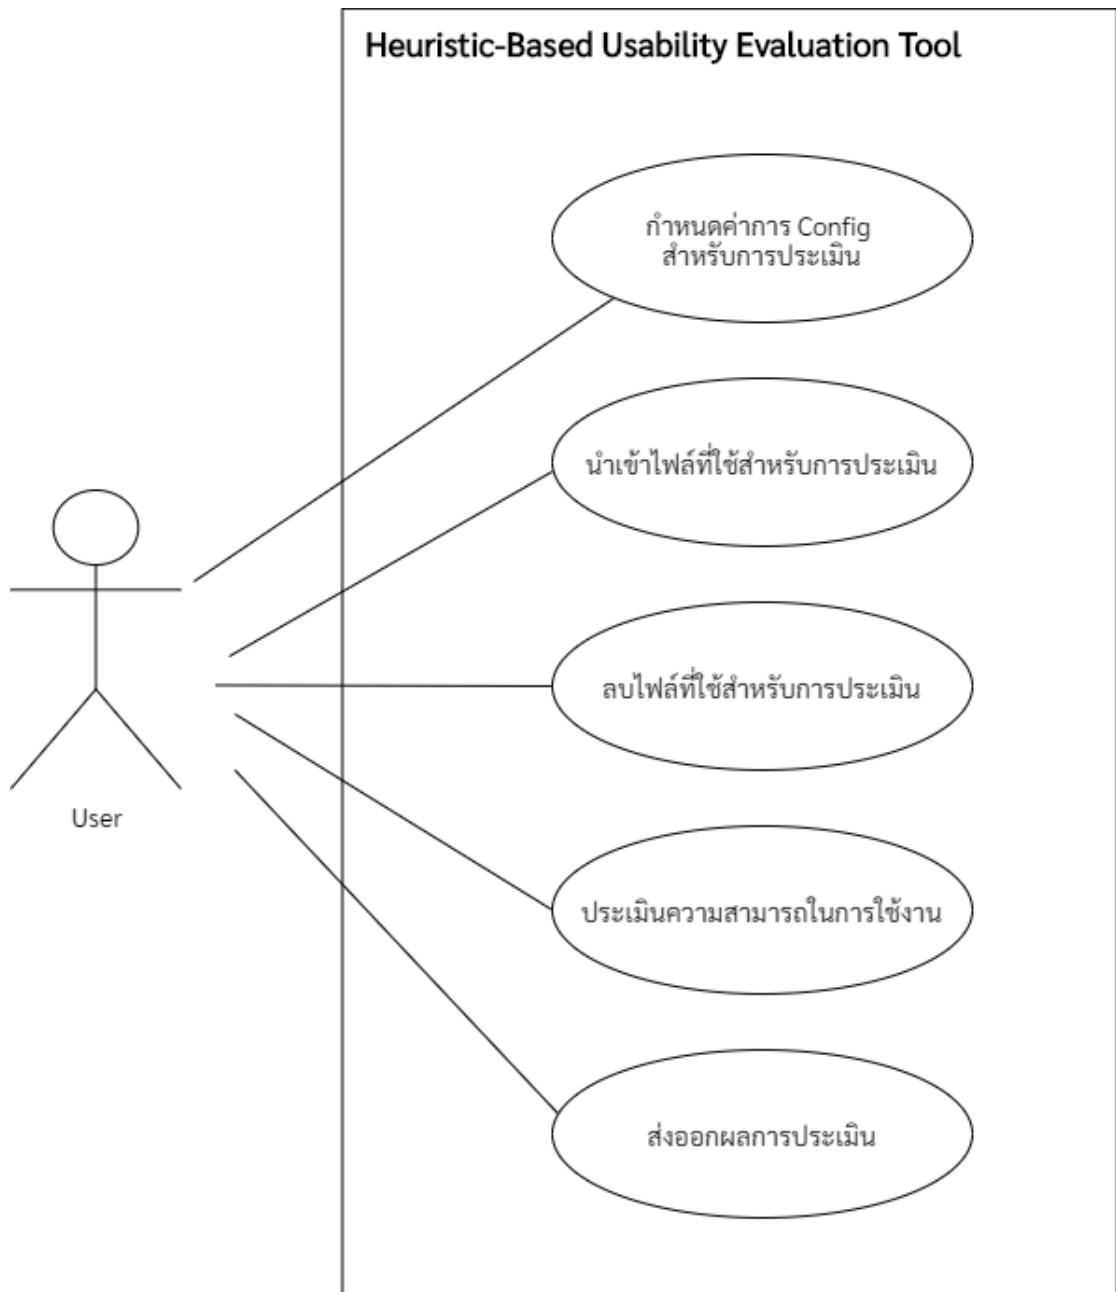 Heuristic-Based Usability Evaluation Tool
กำหนดค่าการ Config
สำหรับการประเมิน
นำเข้าไฟล์ที่ใช้สำหรับการประเมิน
ลบไฟล์ที่ใช้สำหรับการประเมิน
User
ประเมินความสามารถในการใช้งาน
ส่งออกผลการประเมิน